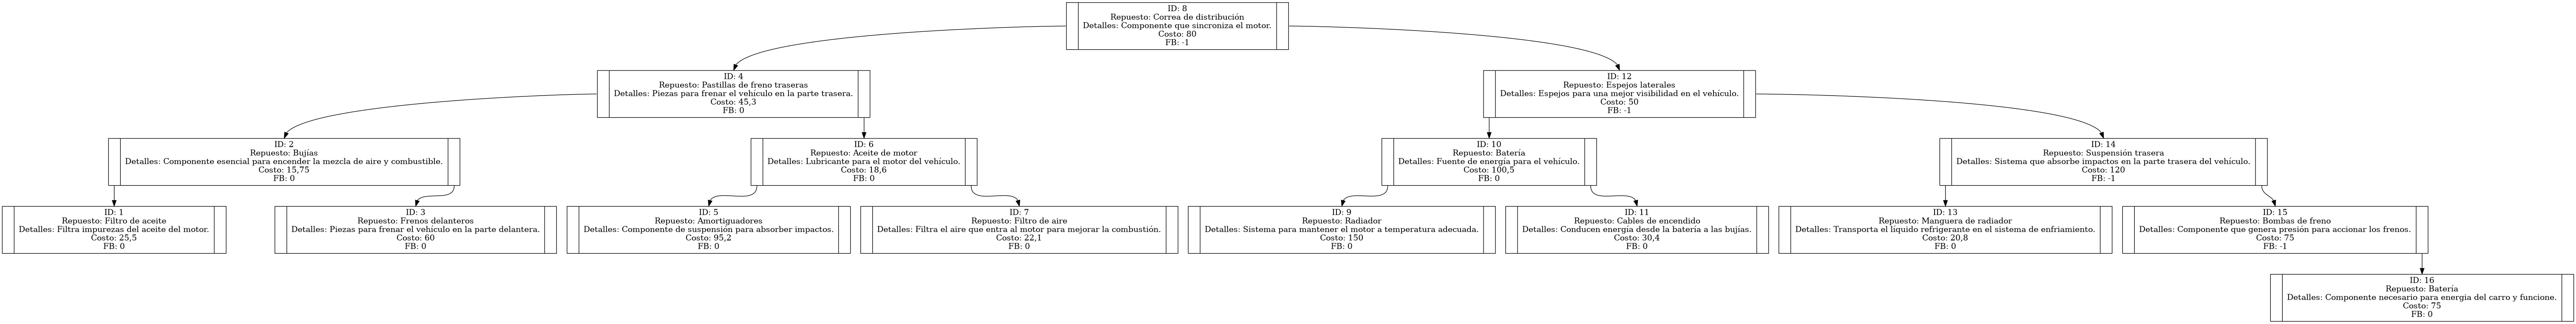 ID: 8
Repuesto: Correa de distribución
Detalles: Componente que sincroniza el motor.
Costo: 80
FB: -1
ID: 4
Repuesto: Pastillas de freno traseras
Detalles: Piezas para frenar el vehículo en la parte trasera.
Costo: 45,3
FB: 0
ID: 12
Repuesto: Espejos laterales
Detalles: Espejos para una mejor visibilidad en el vehículo.
Costo: 50
FB: -1
ID: 2
Repuesto: Bujías
Detalles: Componente esencial para encender la mezcla de aire y combustible.
Costo: 15,75
FB: 0
ID: 6
Repuesto: Aceite de motor
Detalles: Lubricante para el motor del vehículo.
Costo: 18,6
FB: 0
ID: 10
Repuesto: Batería
Detalles: Fuente de energía para el vehículo.
Costo: 100,5
FB: 0
ID: 14
Repuesto: Suspensión trasera
Detalles: Sistema que absorbe impactos en la parte trasera del vehículo.
Costo: 120
FB: -1
ID: 1
Repuesto: Filtro de aceite
Detalles: Filtra impurezas del aceite del motor.
Costo: 25,5
FB: 0
ID: 3
Repuesto: Frenos delanteros
Detalles: Piezas para frenar el vehículo en la parte delantera.
Costo: 60
FB: 0
ID: 5
Repuesto: Amortiguadores
Detalles: Componente de suspensión para absorber impactos.
Costo: 95,2
FB: 0
ID: 7
Repuesto: Filtro de aire
Detalles: Filtra el aire que entra al motor para mejorar la combustión.
Costo: 22,1
FB: 0
ID: 9
Repuesto: Radiador
Detalles: Sistema para mantener el motor a temperatura adecuada.
Costo: 150
FB: 0
ID: 11
Repuesto: Cables de encendido
Detalles: Conducen energía desde la batería a las bujías.
Costo: 30,4
FB: 0
ID: 13
Repuesto: Manguera de radiador
Detalles: Transporta el líquido refrigerante en el sistema de enfriamiento.
Costo: 20,8
FB: 0
ID: 15
Repuesto: Bombas de freno
Detalles: Componente que genera presión para accionar los frenos.
Costo: 75
FB: -1
ID: 16
Repuesto: Batería
Detalles: Componente necesario para energia del carro y funcione.
Costo: 75
FB: 0